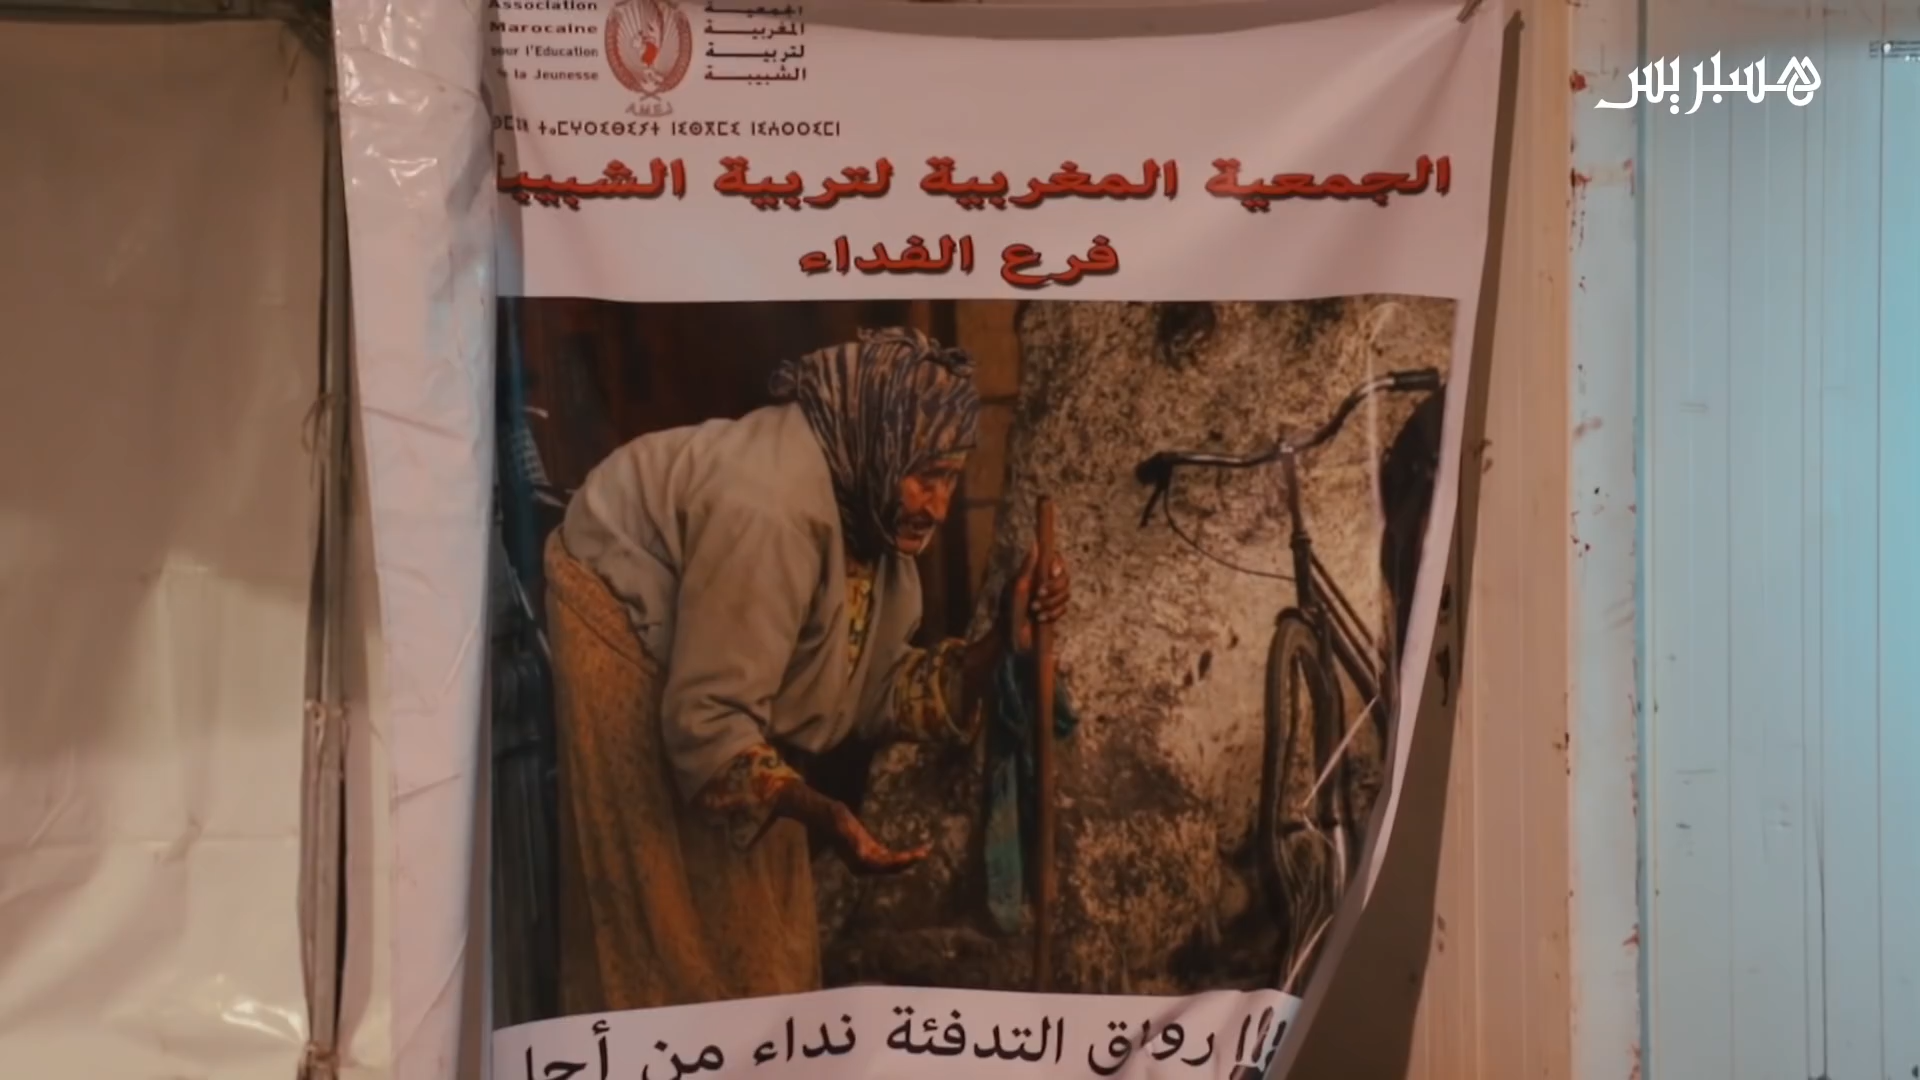 Association
Marocaine
pour l'Education
la Jeunesse
الجمعية
المغربية
لتربية
الشبيبة
A.M.E.J
هسبريس
الجمعية المغربية لتربية الشبيبة
فرع الفداء
رواق التدفئة نداء من أجل